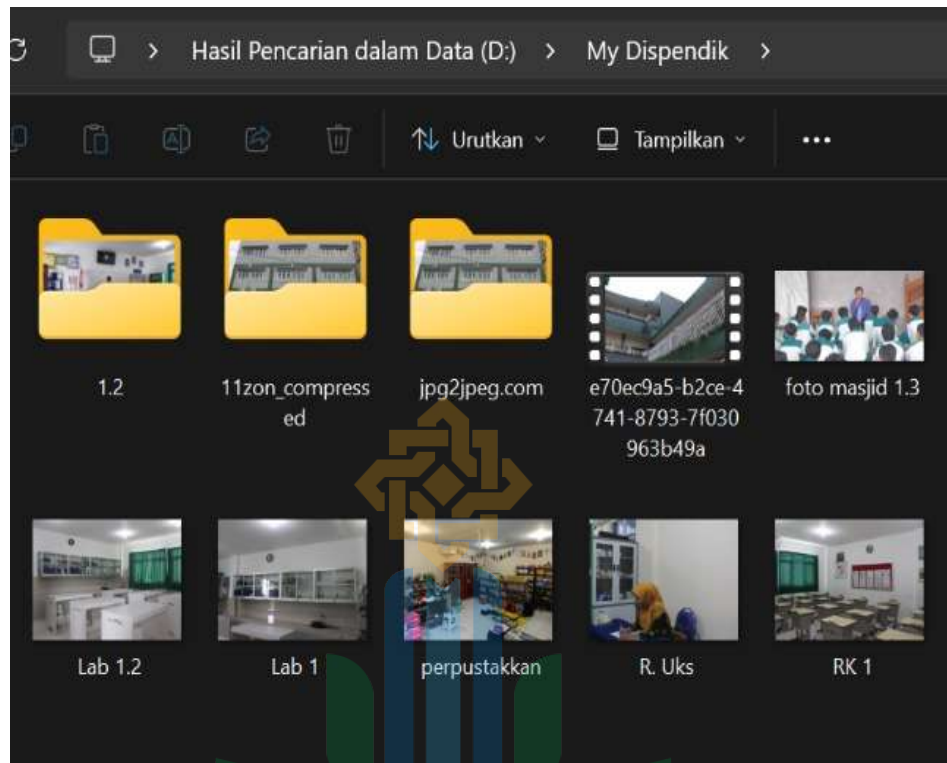 Hasil Pencarian dalam Data (D:) > My Dispendik >
Urutkan
Tampilkan
1.2
11zon_compress
ed
jpg2jpeg.com
e70ec9a5-b2ce-4
741-8793-7f030
963b49a
foto masjid 1.3
Lab 1.2
Lab 1
perpustakkan
R. Uks
RK 1